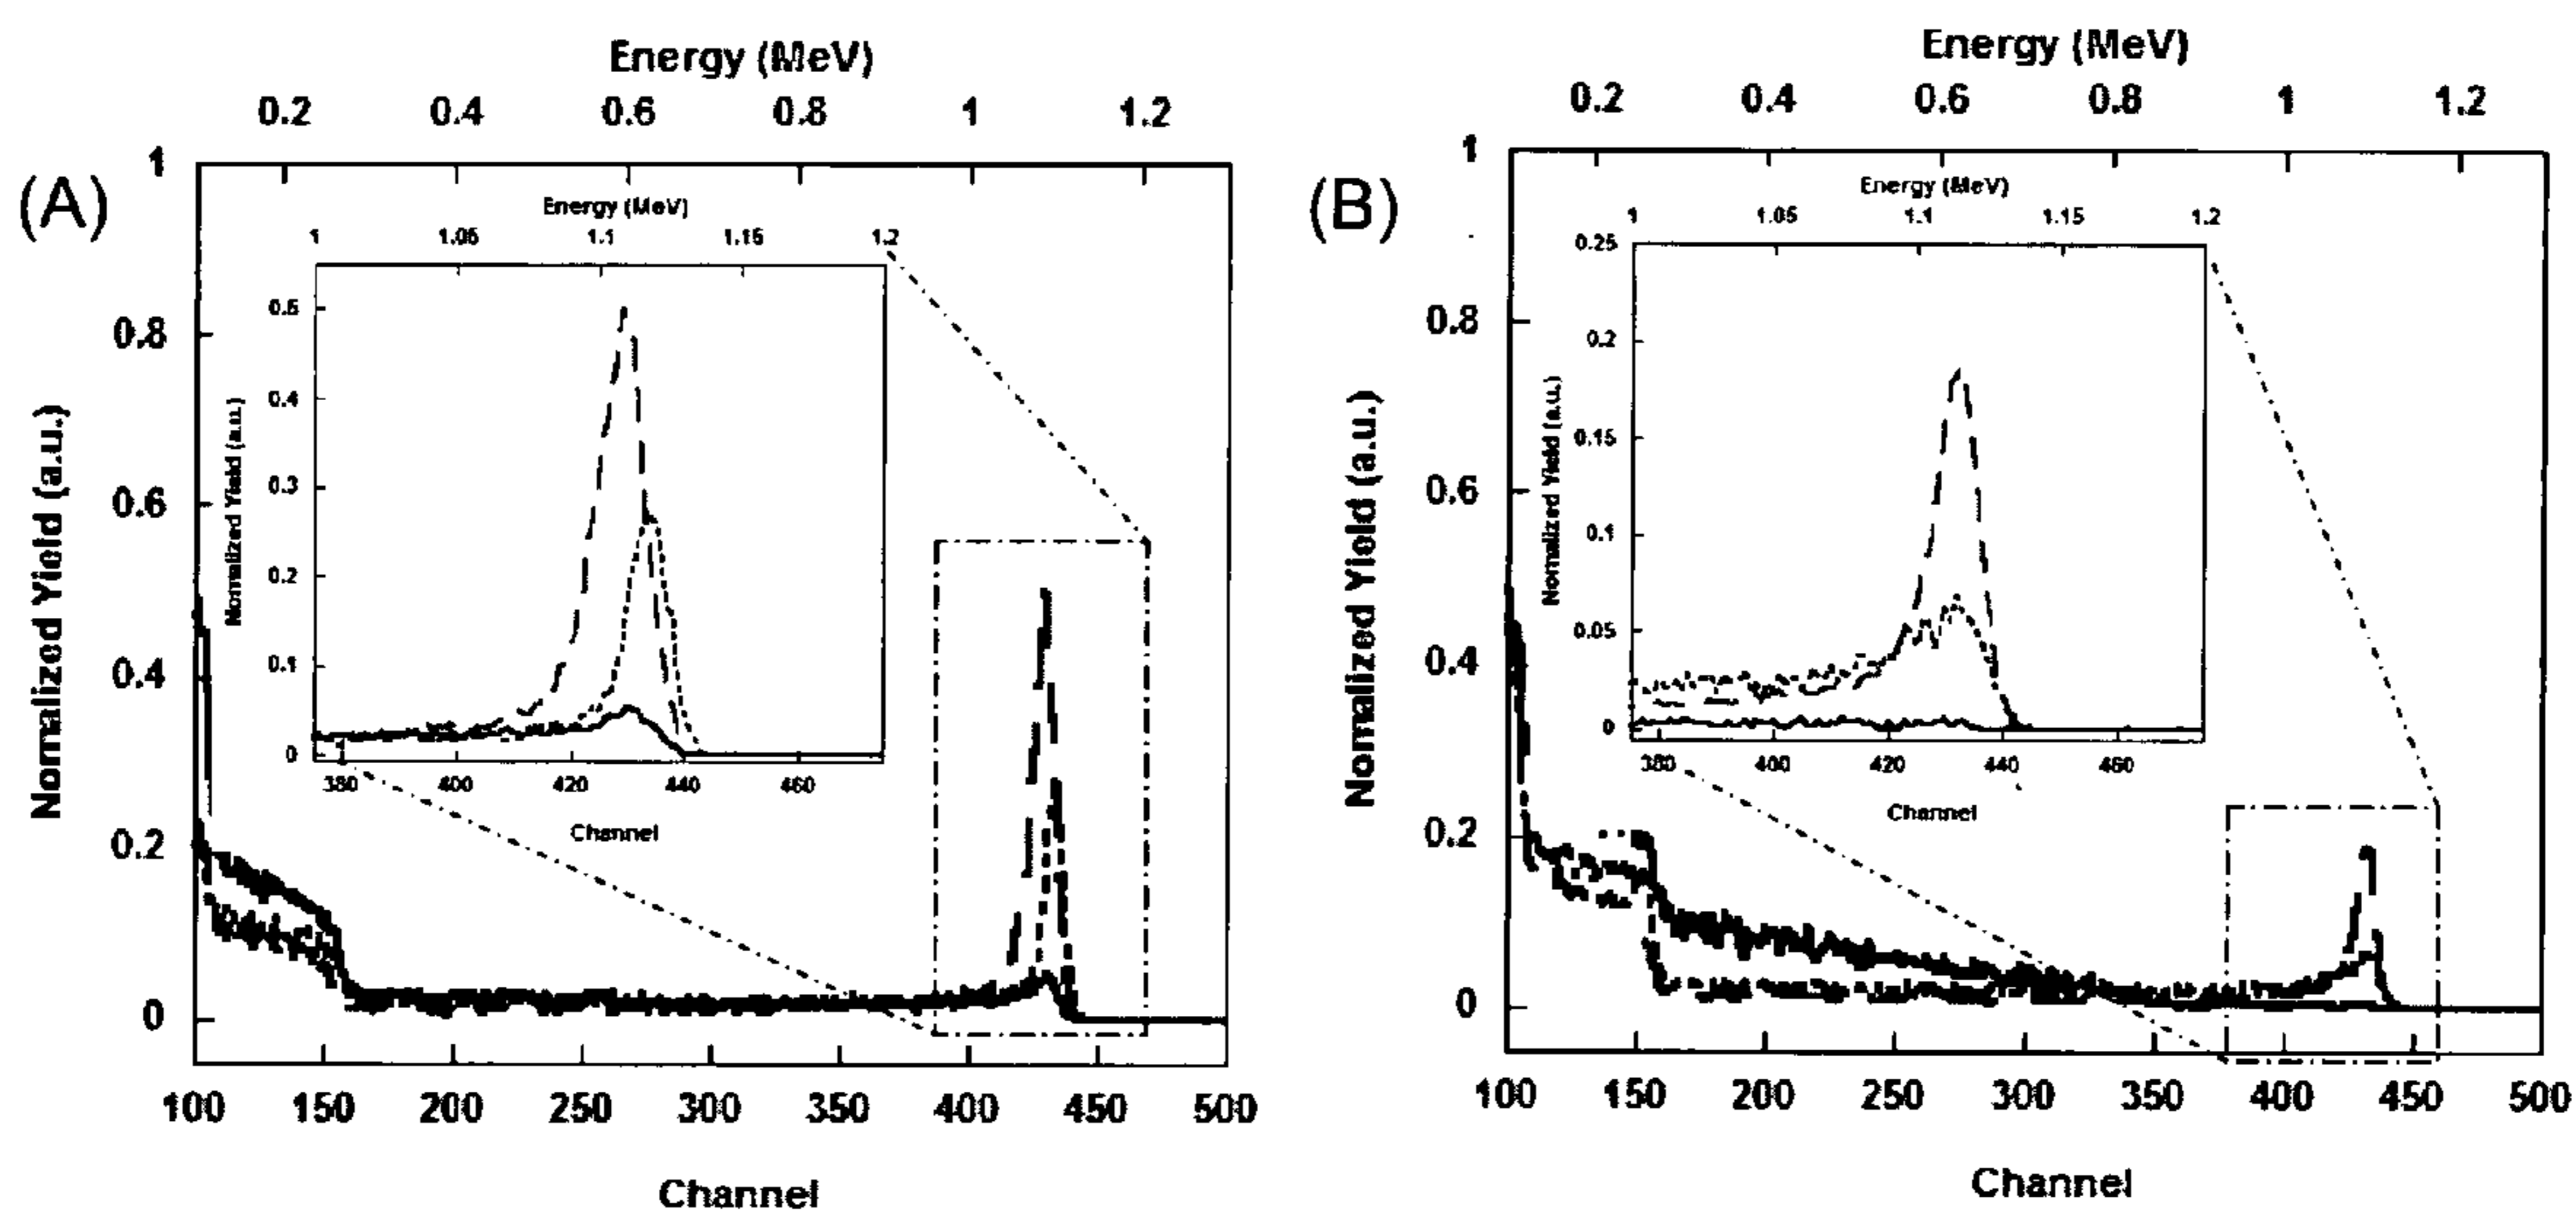 Energy (MeV)
0.2 0.4 0.6 0.8 1 1.2
(A)
1
0.8
0.6
0.4
0.2
0
Nomalized Yield (a.u.)
100 150 200 250 300 350 400 450 500
Channel
Energy (MeV)
1 1.05 1.1 1.15 1.2
0.5
0.4
0.3
0.2
0.1
0
Nomalized Yield (a.u.)
380 400 420 440 460
Channel
Energy (MeV)
0.2 0.4 0.6 0.8 1 1.2
(B)
1
0.8
0.6
0.4
0.2
0
Nomalized Yield (a.u.)
100 150 200 250 300 350 400 450 500
Channel
Energy (MeV)
1 1.05 1.1 1.15 1.2
0.25
0.2
0.15
0.1
0.05
0
Nomalized Yield (a.u.)
380 400 420 440 460
Channel